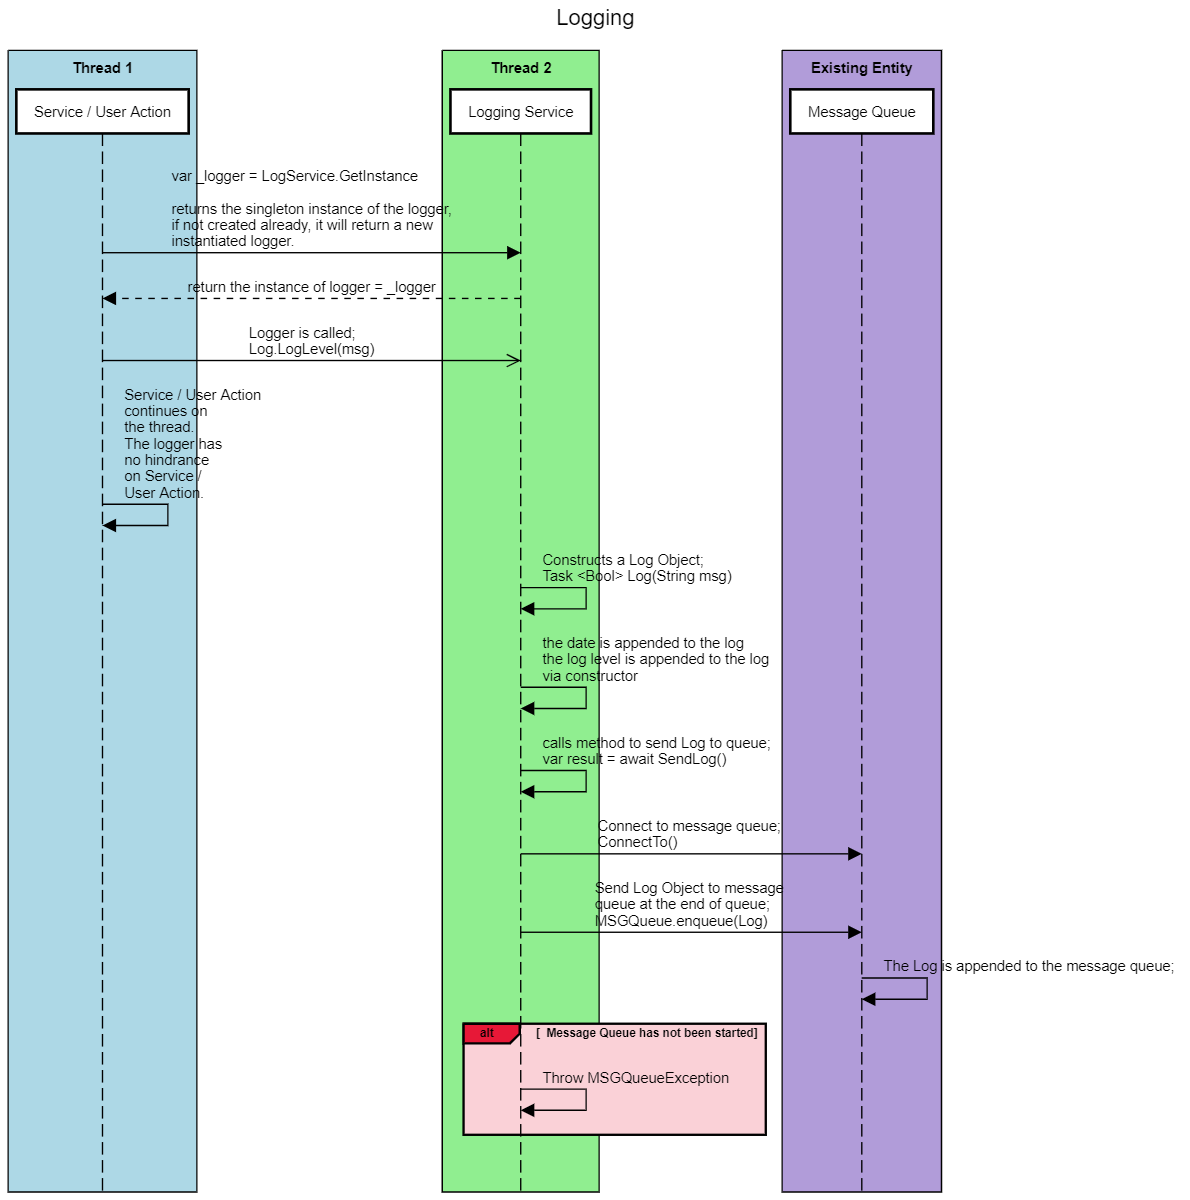 Logging
Thread 1
Thread 2
Existing Entity
Service / User Action
Logging Service
Message Queue
var _logger = LogService.GetInstance
returns the singleton instance of the logger,
if not created already, it will return a new
instantiated logger.
return the instance of logger = _logger
Logger is called;
Log.LogLevel(msg)
Service / User Action
continues on
the thread.
The logger has
no hindrance
on Service /
User Action.
Constructs a Log Object;
Task <Bool> Log(String msg)
the date is appended to the log
the log level is appended to the log
via constructor
calls method to send Log to queue;
var result = await SendLog()
Connect to message queue;
ConnectTo()
Send Log Object to message
queue at the end of queue;
MSGQueue.enqueue(Log)
The Log is appended to the message queue;
alt
[ Message Queue has not been started]
Throw MSGQueueException